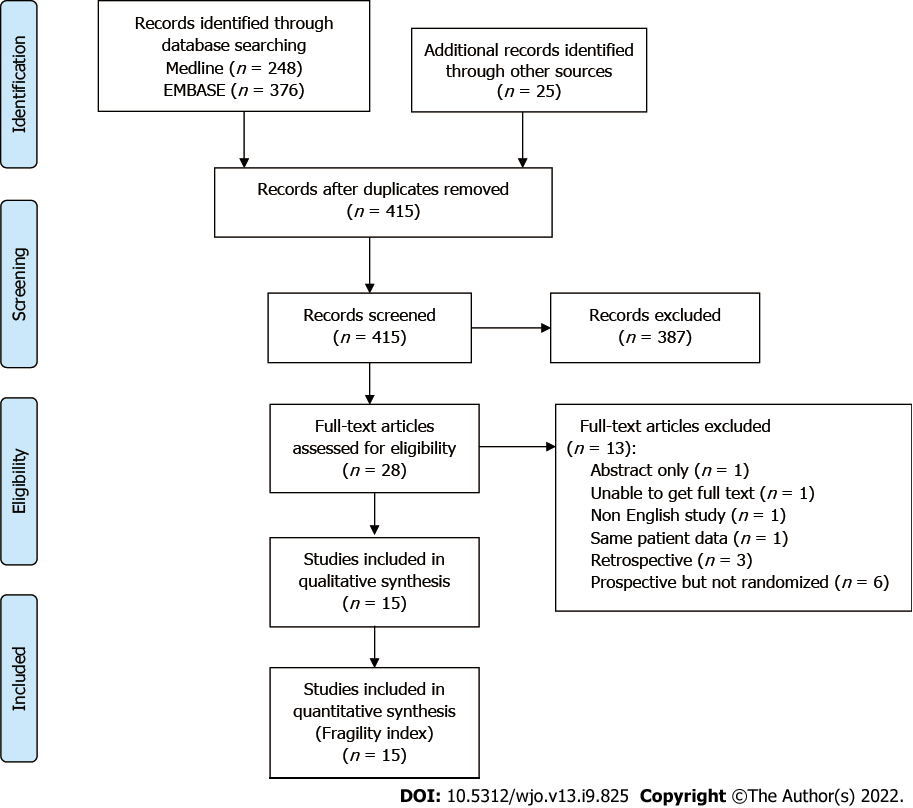 Identification
Records identified through
database searching
Medline (n = 248)
EMBASE (n = 376)
Additional records identified
through other sources
(n = 25)
Records after duplicates removed
(n = 415)
Screening
Records screened
(n = 415)
Records excluded
(n = 387)
Eligibility
Full-text articles
assessed for eligibility
(n = 28)
Full-text articles excluded
(n = 13):
Abstract only (n = 1)
Unable to get full text (n = 1)
Non English study (n = 1)
Same patient data (n = 1)
Retrospective (n = 3)
Prospective but not randomized (n = 6)
Studies included in
qualitative synthesis
(n = 15)
Included
Studies included in
quantitative synthesis
(Fragility index)
(n = 15)
DOI: 10.5312/wjo.v13.i9.825 Copyright ©The Author(s) 2022.